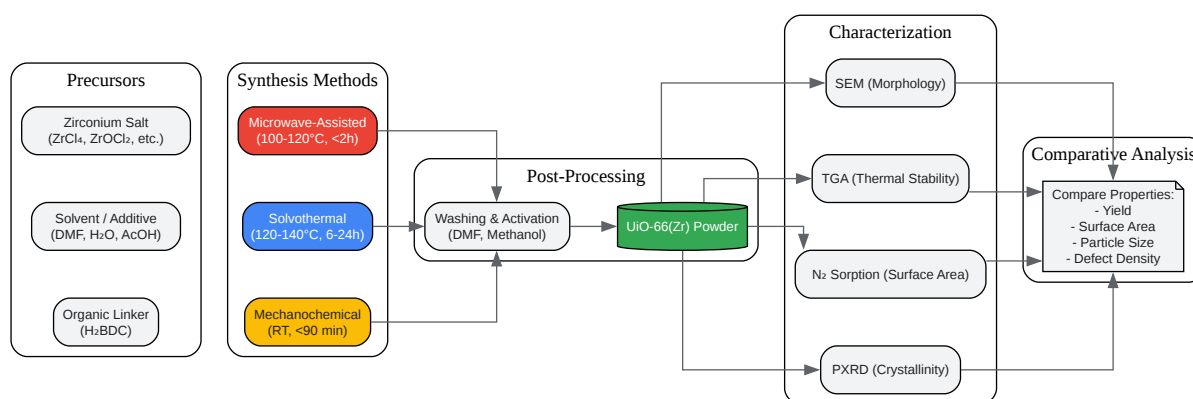 Precursors
Zirconium Salt
(ZrCl₄, ZrOCl₂, etc.)
Solvent / Additive
(DMF, H₂O, AcOH)
Organic Linker
(H₂BDC)
Synthesis Methods
Microwave-Assisted
(100-120°C, <2h)
Solvothermal
(120-140°C, 6-24h)
Mechanochemical
(RT, <90 min)
Post-Processing
Washing & Activation
(DMF, Methanol)
UiO-66(Zr) Powder
Characterization
SEM (Morphology)
TGA (Thermal Stability)
N₂ Sorption (Surface Area)
PXRD (Crystallinity)
Comparative Analysis
Compare Properties:
- Yield
- Surface Area
- Particle Size
- Defect Density